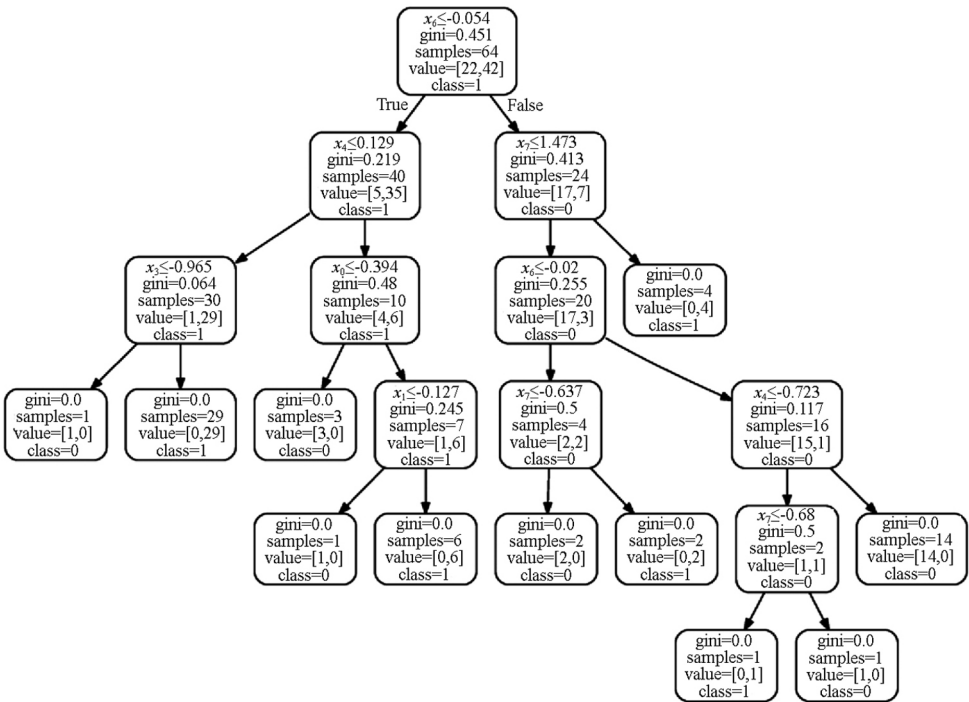 x₆≤-0.054
gini=0.451
samples=64
value=[22,42]
class=1
True
False
x₄≤0.129
gini=0.219
samples=40
value=[5,35]
class=1
x₇≤1.473
gini=0.413
samples=24
value=[17,7]
class=0
x₃≤-0.965
gini=0.064
samples=30
value=[1,29]
class=1
x₀≤-0.394
gini=0.48
samples=10
value=[4,6]
class=1
x₆≤-0.02
gini=0.255
samples=20
value=[17,3]
class=0
gini=0.0
samples=4
value=[0,4]
class=1
gini=0.0
samples=1
value=[1,0]
class=0
gini=0.0
samples=29
value=[0,29]
class=1
gini=0.0
samples=3
value=[3,0]
class=0
x₁≤-0.127
gini=0.245
samples=7
value=[1,6]
class=1
x₇≤-0.637
gini=0.5
samples=4
value=[2,2]
class=0
x₄≤-0.723
gini=0.117
samples=16
value=[15,1]
class=0
gini=0.0
samples=1
value=[1,0]
class=0
gini=0.0
samples=6
value=[0,6]
class=1
gini=0.0
samples=2
value=[2,0]
class=0
gini=0.0
samples=2
value=[0,2]
class=1
x₇≤-0.68
gini=0.5
samples=2
value=[1,1]
class=0
gini=0.0
samples=14
value=[14,0]
class=0
gini=0.0
samples=1
value=[0,1]
class=1
gini=0.0
samples=1
value=[1,0]
class=0